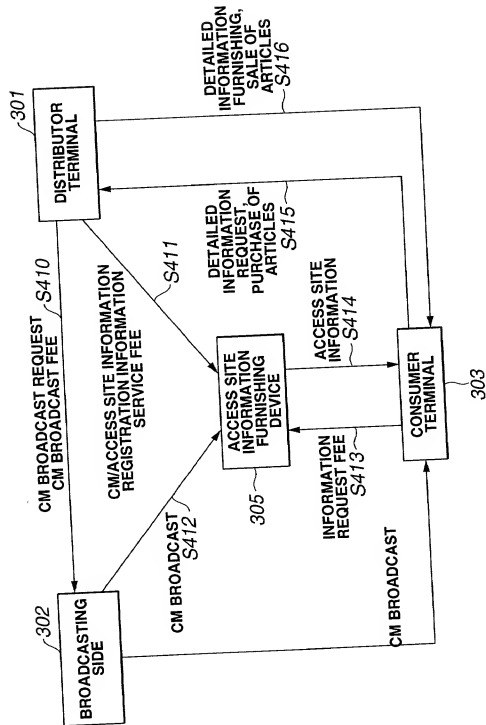 302
BROADCASTING
SIDE
CM BROADCAST REQUEST
CM BROADCAST FEE
S410
301
DISTRIBUTOR
TERMINAL
CM/ACCESS SITE INFORMATION
REGISTRATION INFORMATION
SERVICE FEE
S411
CM BROADCAST
S412
305
ACCESS SITE
INFORMATION
FURNISHING
DEVICE
DETAILED
INFORMATION
REQUEST,
PURCHASE OF
ARTICLES
S415
DETAILED
INFORMATION
FURNISHING,
SALE OF
ARTICLES
S416
INFORMATION
REQUEST FEE
S413
ACCESS SITE
INFORMATION
S414
CM BROADCAST
CONSUMER
TERMINAL
303